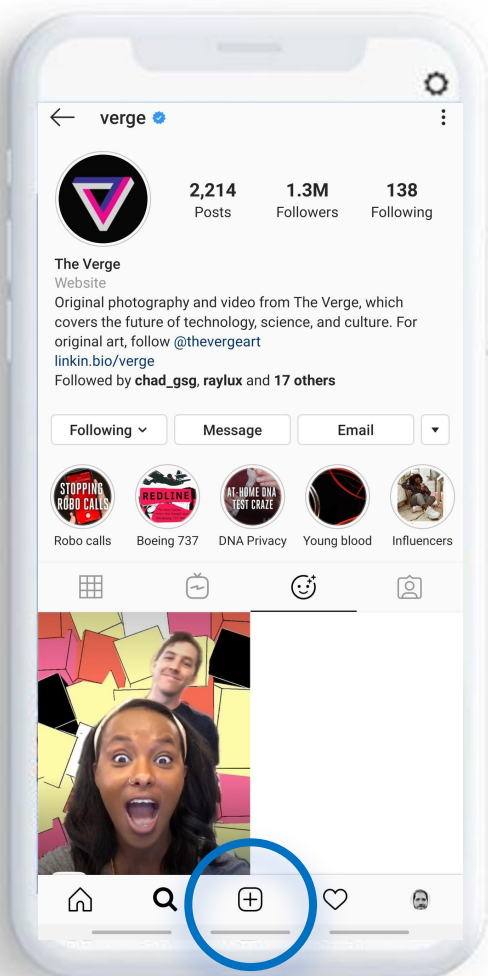 verge
2,214 1.3M 138
Posts Followers Following
The Verge
Website
Original photography and video from The Verge, which
covers the future of technology, science, and culture. For
original art, follow @thevergeart
linkin.bio/verge
Followed by chad_gsg, raylux and 17 others
Following Message Email
STOPPING
ROBO CALLS
REDLINE
AT-HOME DNA
TEST CRAZE
Robo calls Boeing 737 DNA Privacy Young blood Influencers